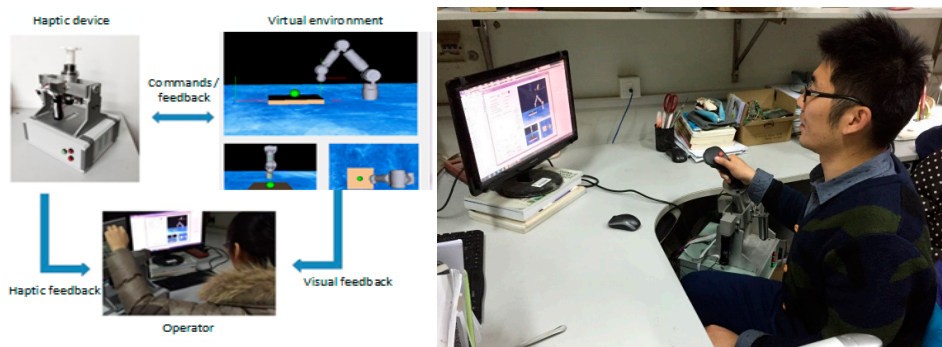 Haptic device
Virtual environment
Commands/
feedback
Haptic feedback
Visual feedback
Operator